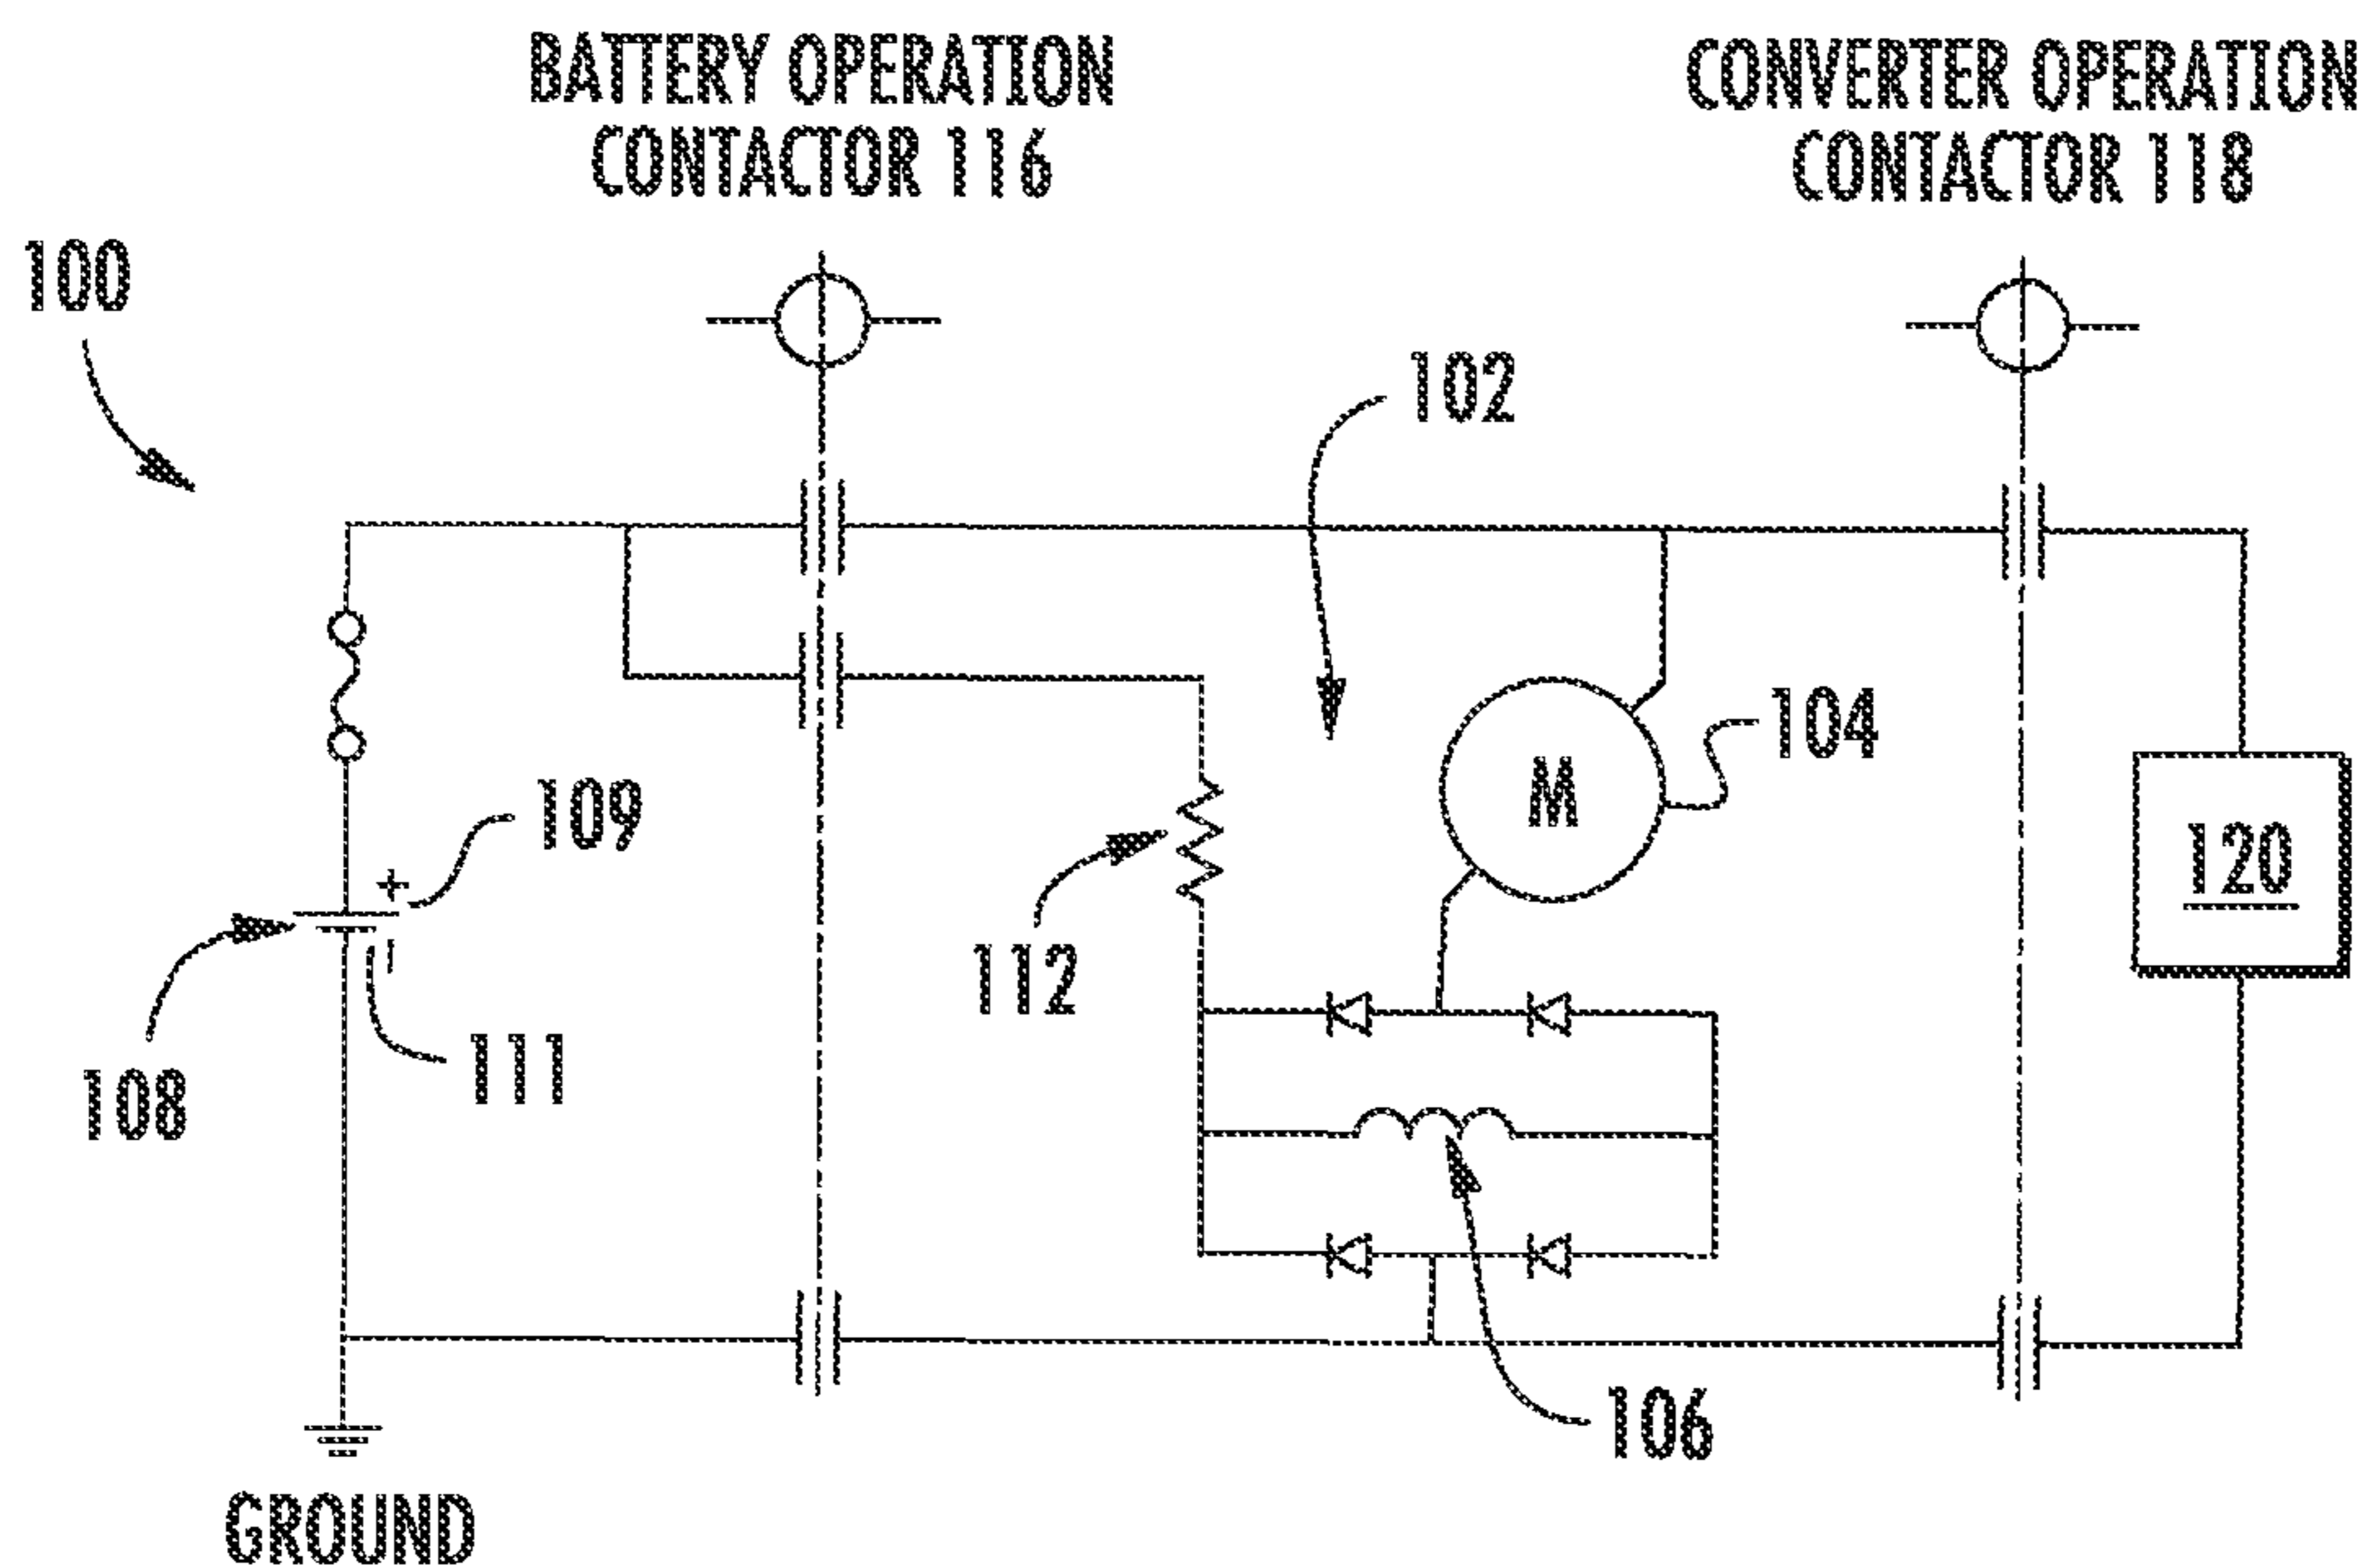 BATTERY OPERATION
CONTACTOR 116
CONVERTER OPERATION
CONTACTOR 118
100
102
104
M
109
+
120
112
−
111
108
106
GROUND